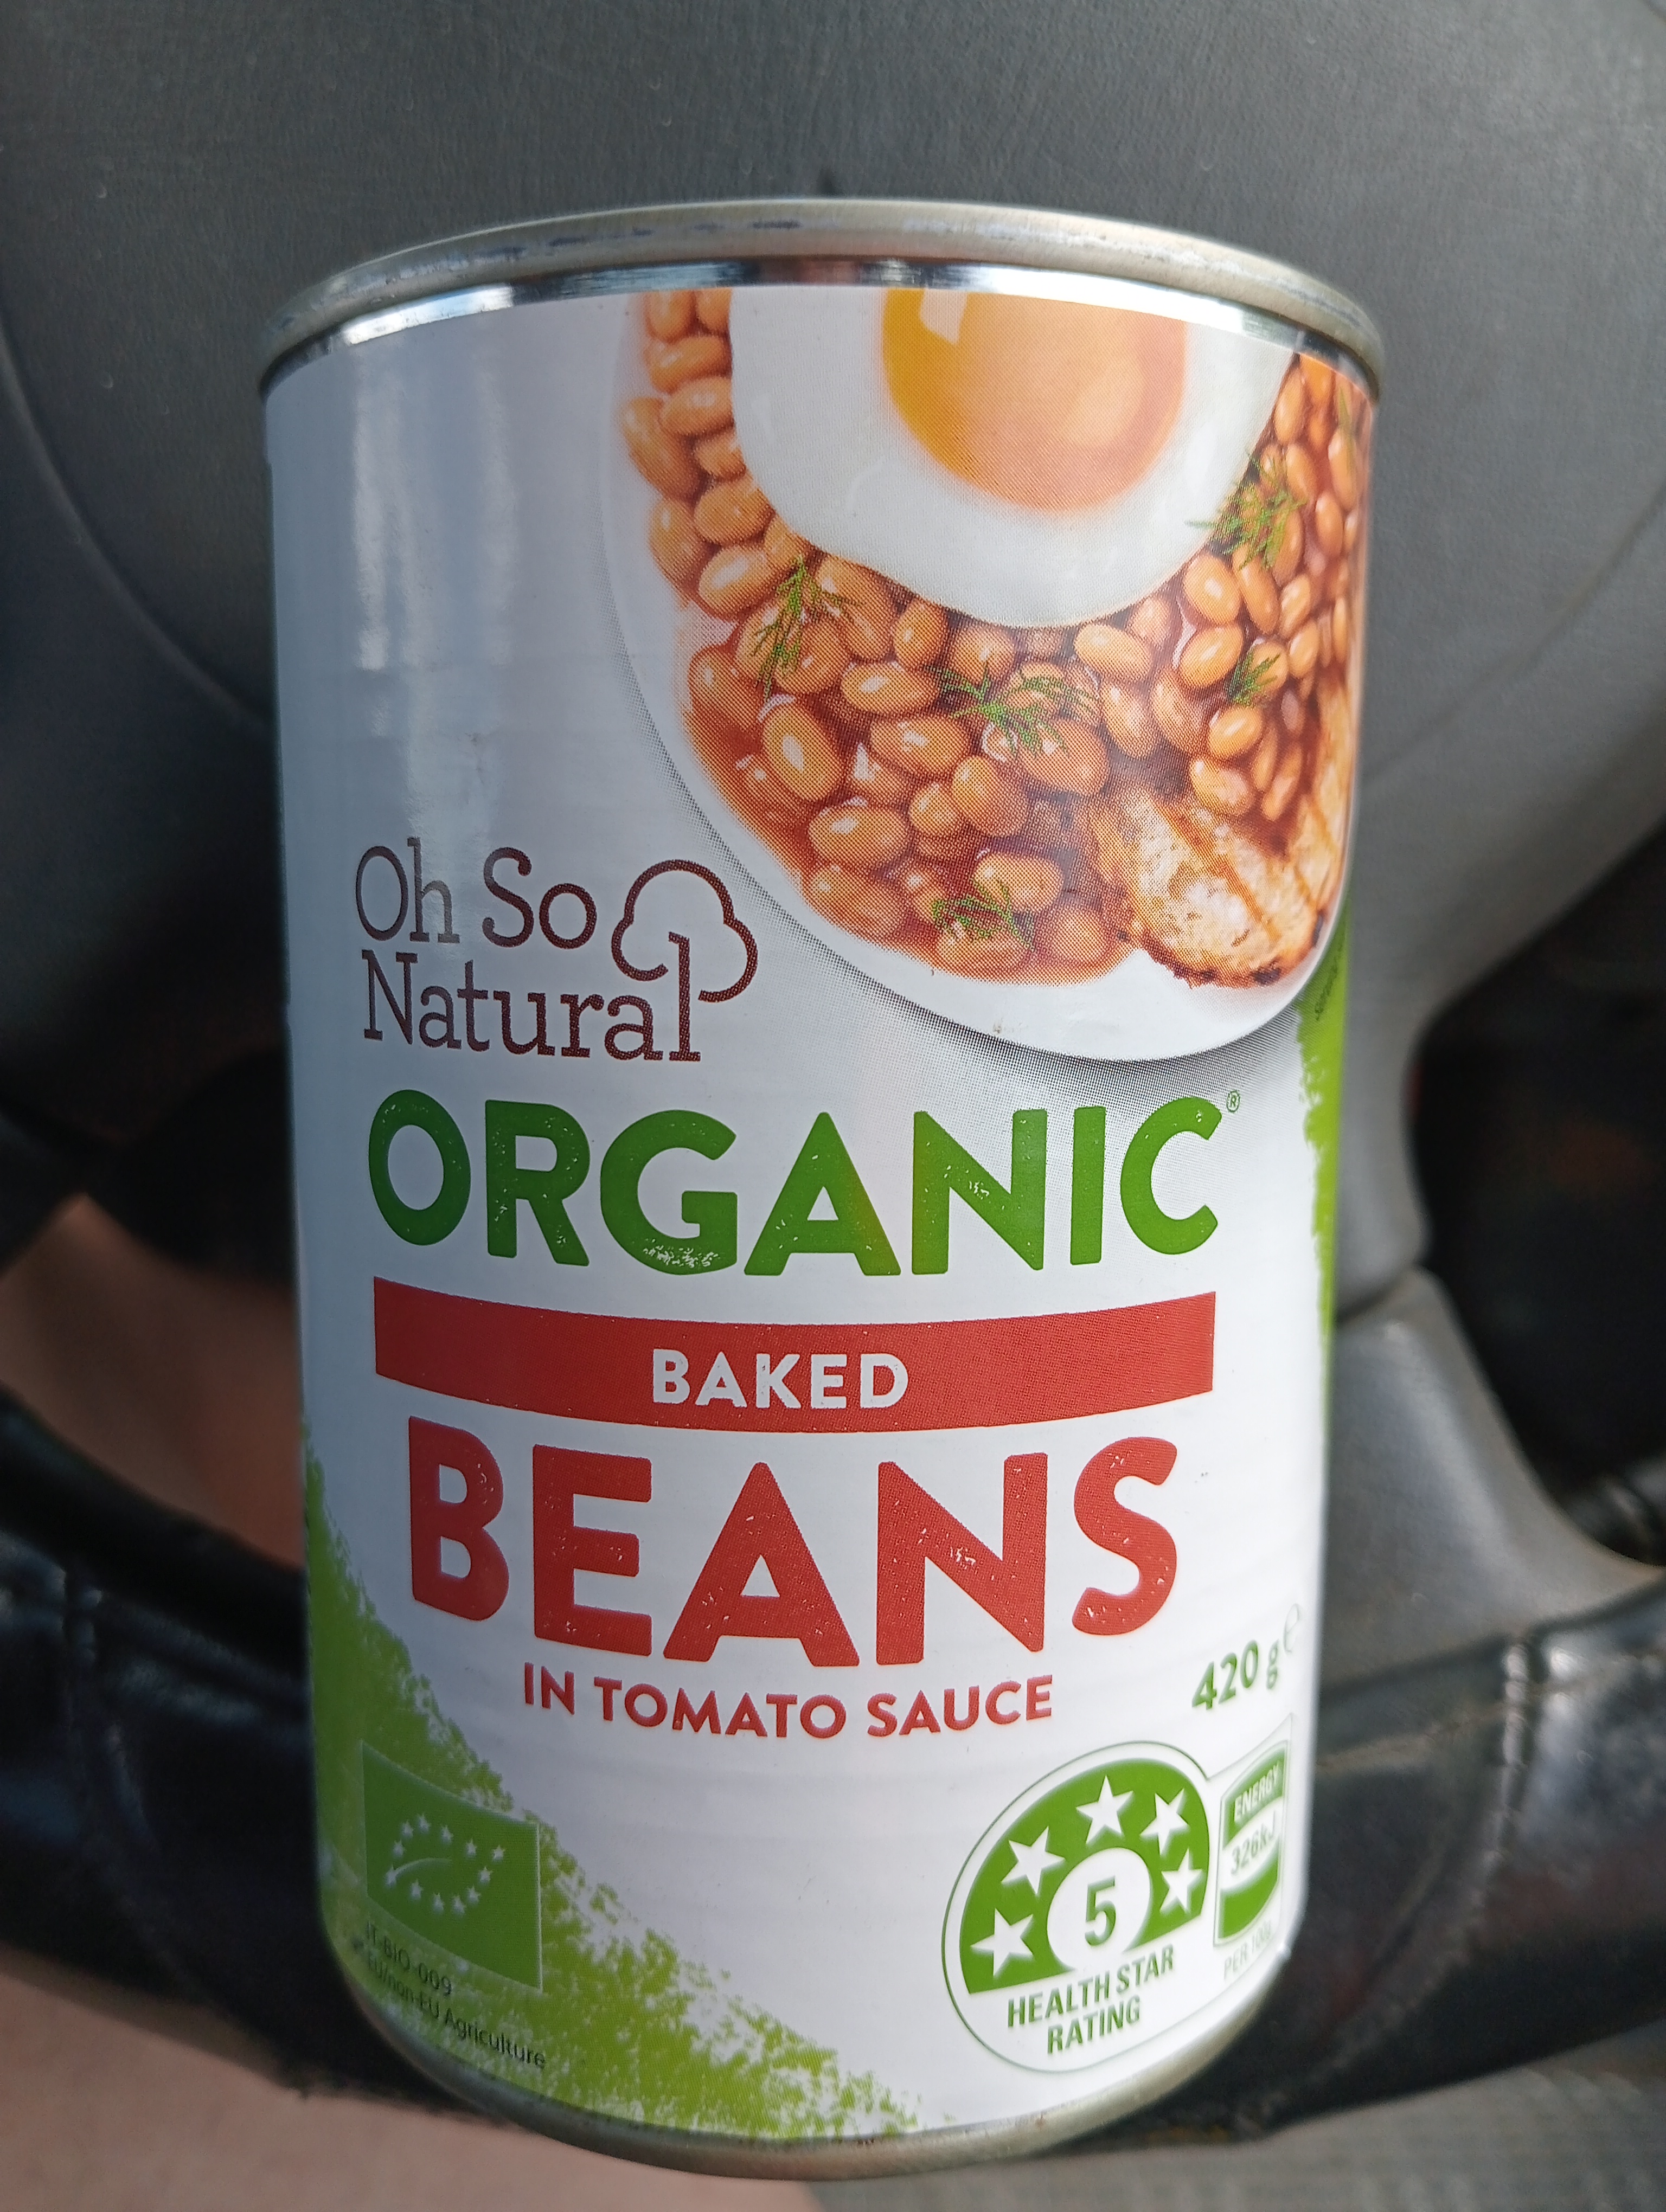 Oh So
Natural
ORGANIC®
BAKED
BEANS
IN TOMATO SAUCE
420 g e
5
HEALTH STAR
RATING
ENERGY
326kJ
PER 100g
IT-BIO-009
EU/non-EU Agriculture